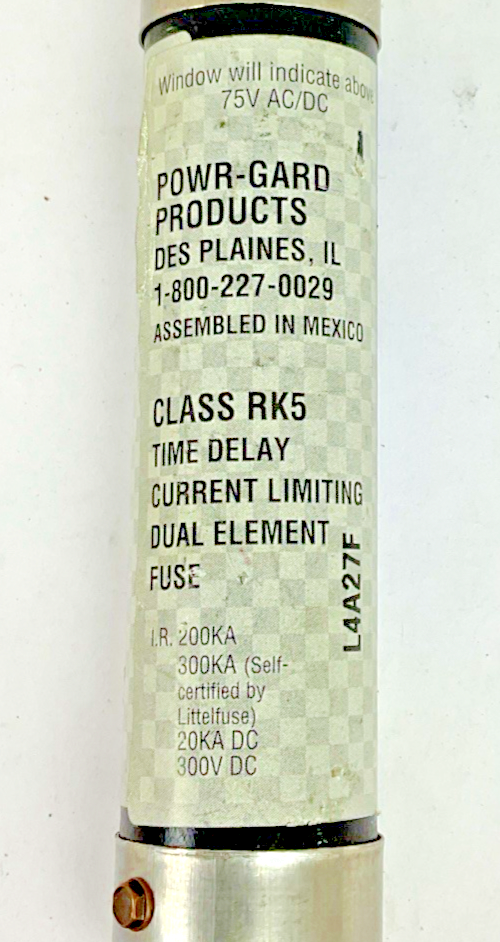 Window will indicate above
75V AC/DC
POWR-GARD
PRODUCTS
DES PLAINES, IL
1-800-227-0029
ASSEMBLED IN MEXICO
CLASS RK5
TIME DELAY
CURRENT LIMITING
DUAL ELEMENT
FUSE
L4A27F
I.R. 200KA
300KA (Self-
certified by
Littelfuse)
20KA DC
300V DC